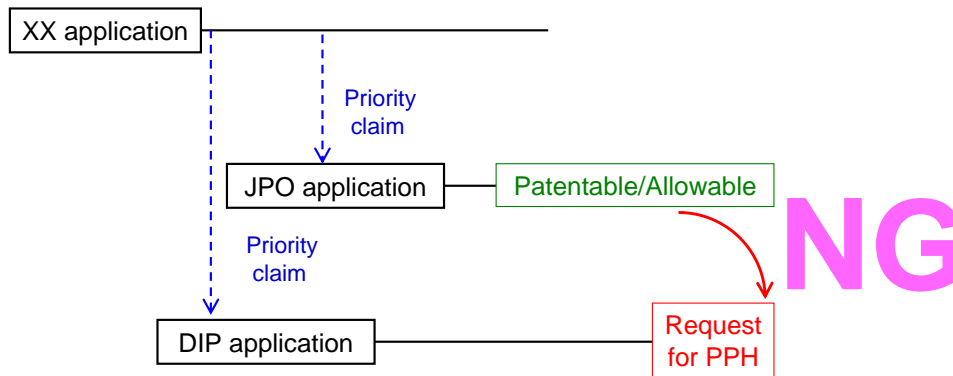 XX application
Priority
claim
JPO application
Patentable/Allowable
NG
Priority
claim
DIP application
Request
for PPH